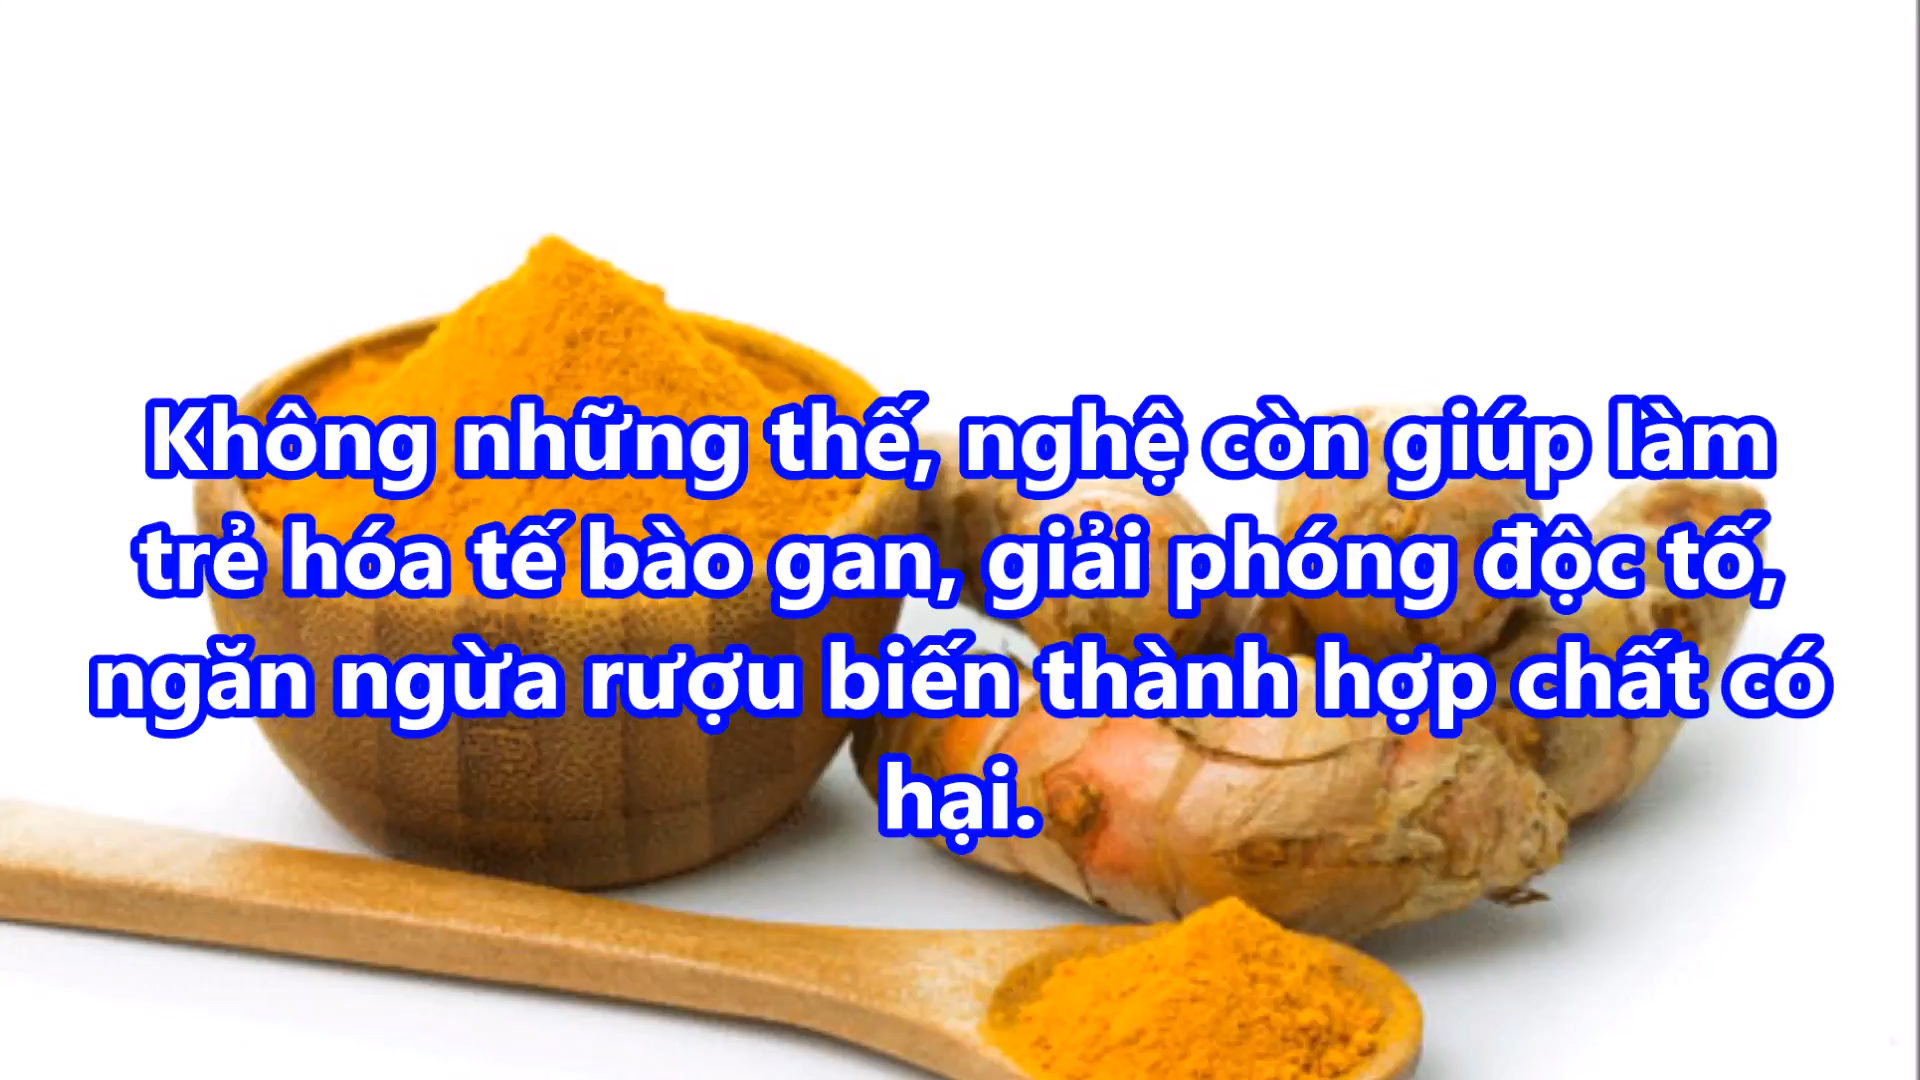 Không những thế, nghệ còn giúp làm
trẻ hóa tế bào gan, giải phóng độc tố,
ngăn ngừa rượu biến thành hợp chất có
hại.